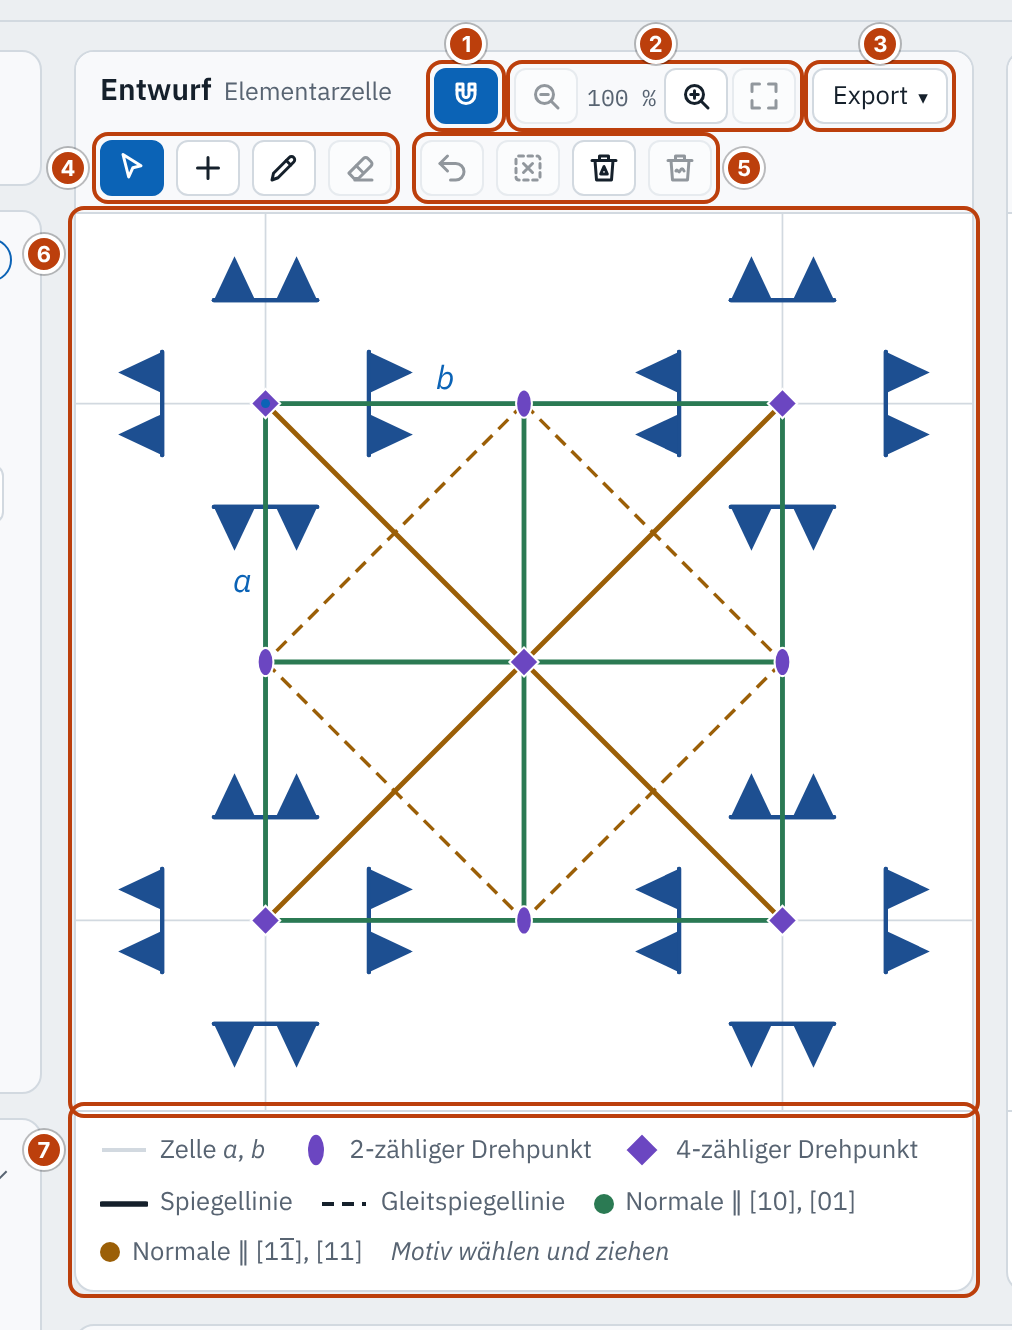 1
2
3
Entwurf Elementarzelle
100 %
Export ▾
4
5
6
b
a
7
Zelle a, b
2-zähliger Drehpunkt
4-zähliger Drehpunkt
Spiegellinie
Gleitspiegellinie
Normale ∥ [10], [01]
Normale ∥ [11̅], [11]
Motiv wählen und ziehen